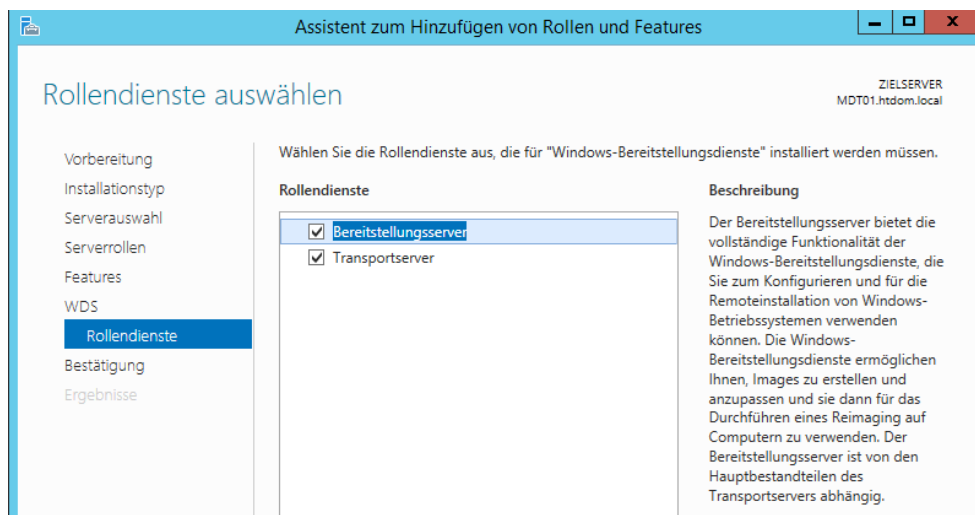 Assistent zum Hinzufügen von Rollen und Features
Rollendienste auswählen
ZIELSERVER
MDT01.htdom.local
Vorbereitung
Installationstyp
Serverauswahl
Serverrollen
Features
WDS
Rollendienste
Bestätigung
Ergebnisse
Wählen Sie die Rollendienste aus, die für "Windows-Bereitstellungsdienste" installiert werden müssen.
Rollendienste
Bereitstellungsserver
Transportserver
Beschreibung
Der Bereitstellungsserver bietet die
vollständige Funktionalität der
Windows-Bereitstellungsdienste, die
Sie zum Konfigurieren und für die
Remoteinstallation von Windows-
Betriebssystemen verwenden
können. Die Windows-
Bereitstellungsdienste ermöglichen
Ihnen, Images zu erstellen und
anzupassen und sie dann für das
Durchführen eines Reimaging auf
Computern zu verwenden. Der
Bereitstellungsserver ist von den
Hauptbestandteilen des
Transportservers abhängig.